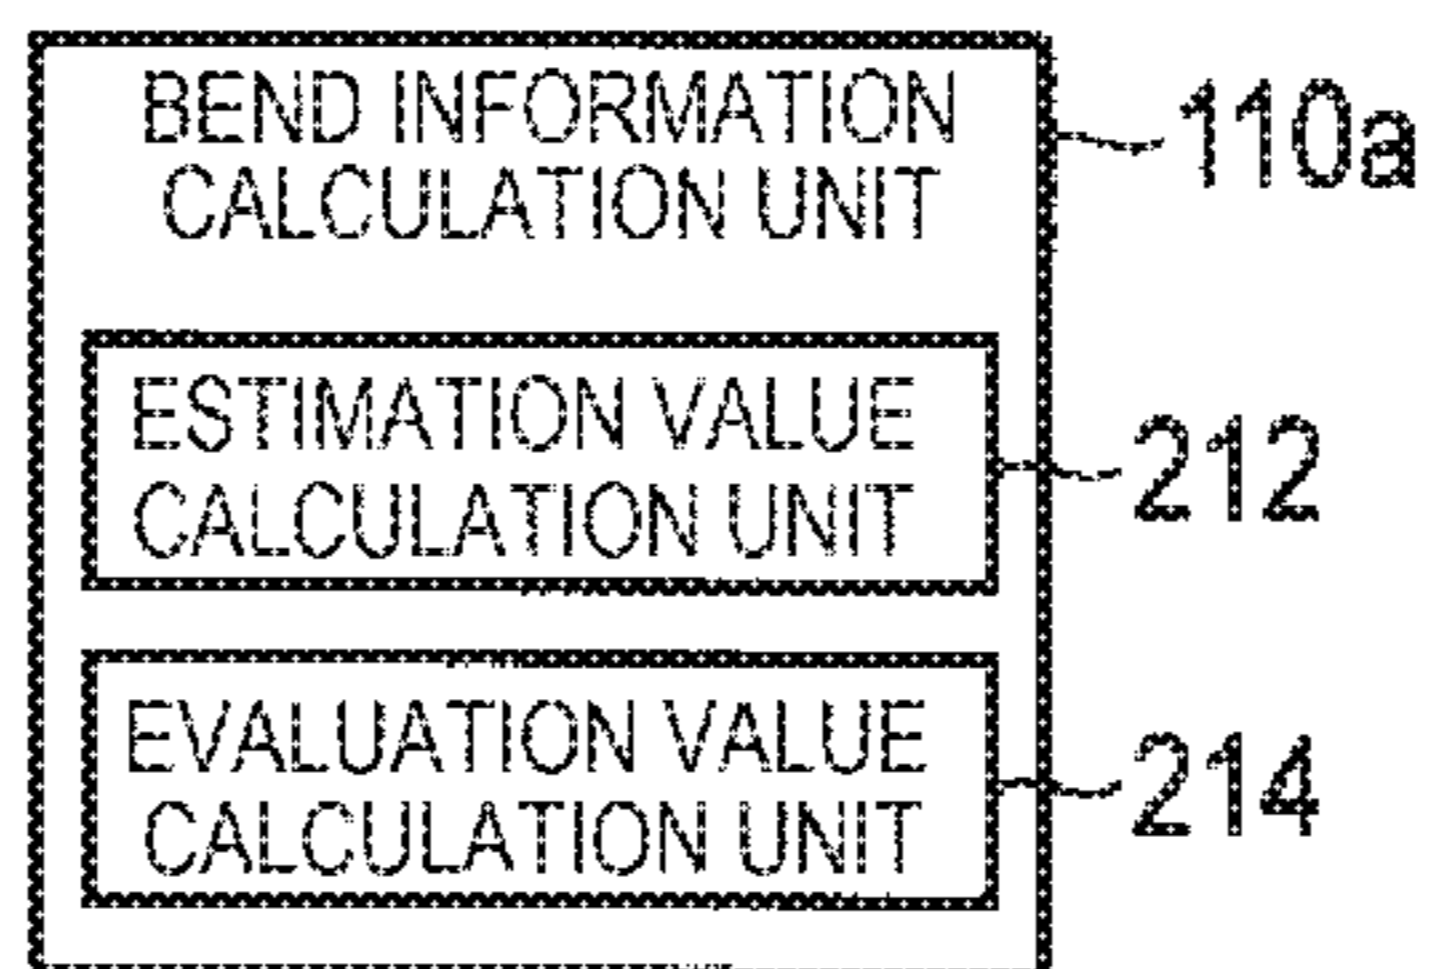 BEND INFORMATION
CALCULATION UNIT
110a
ESTIMATION VALUE
CALCULATION UNIT
212
EVALUATION VALUE
CALCULATION UNIT
214